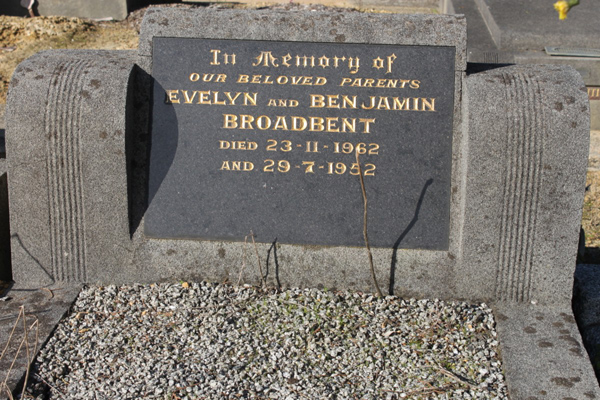 In Memory of
OUR BELOVED PARENTS
EVELYN AND BENJAMIN
BROADBENT
DIED 23-11-1962
AND 29-7-1952